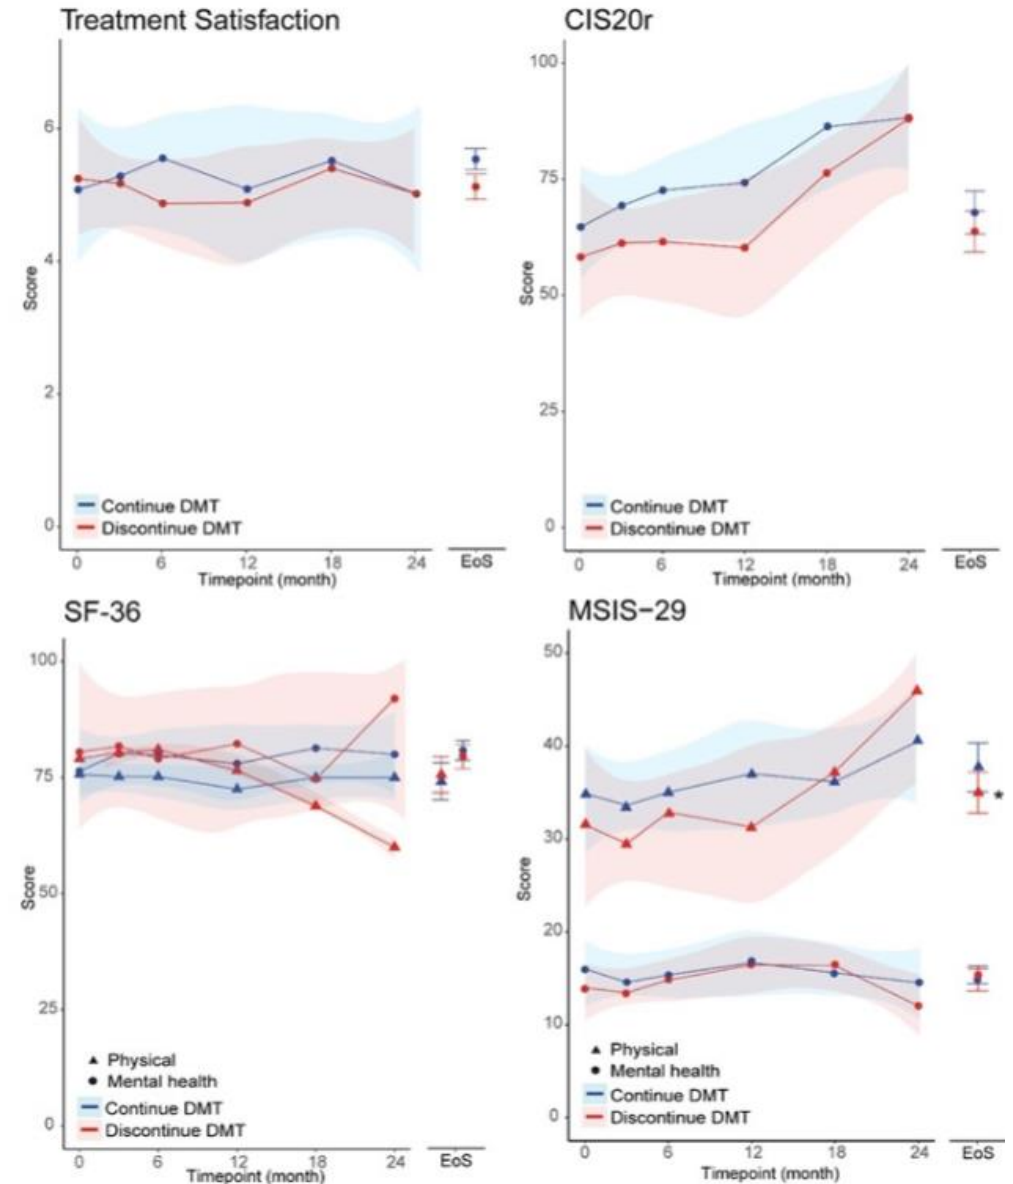 Treatment Satisfaction
6
4
2
0
Score
Continue DMT
Discontinue DMT
0 6 12 18 24
EoS
Timepoint (month)
CIS20r
100
75
50
25
0
Score
Continue DMT
Discontinue DMT
0 6 12 18 24
EoS
Timepoint (month)
SF-36
100
75
50
25
0
Score
▲ Physical
● Mental health
Continue DMT
Discontinue DMT
0 6 12 18 24
EoS
Timepoint (month)
MSIS−29
50
40
30
20
10
0
Score
*
▲ Physical
● Mental health
Continue DMT
Discontinue DMT
0 6 12 18 24
EoS
Timepoint (month)